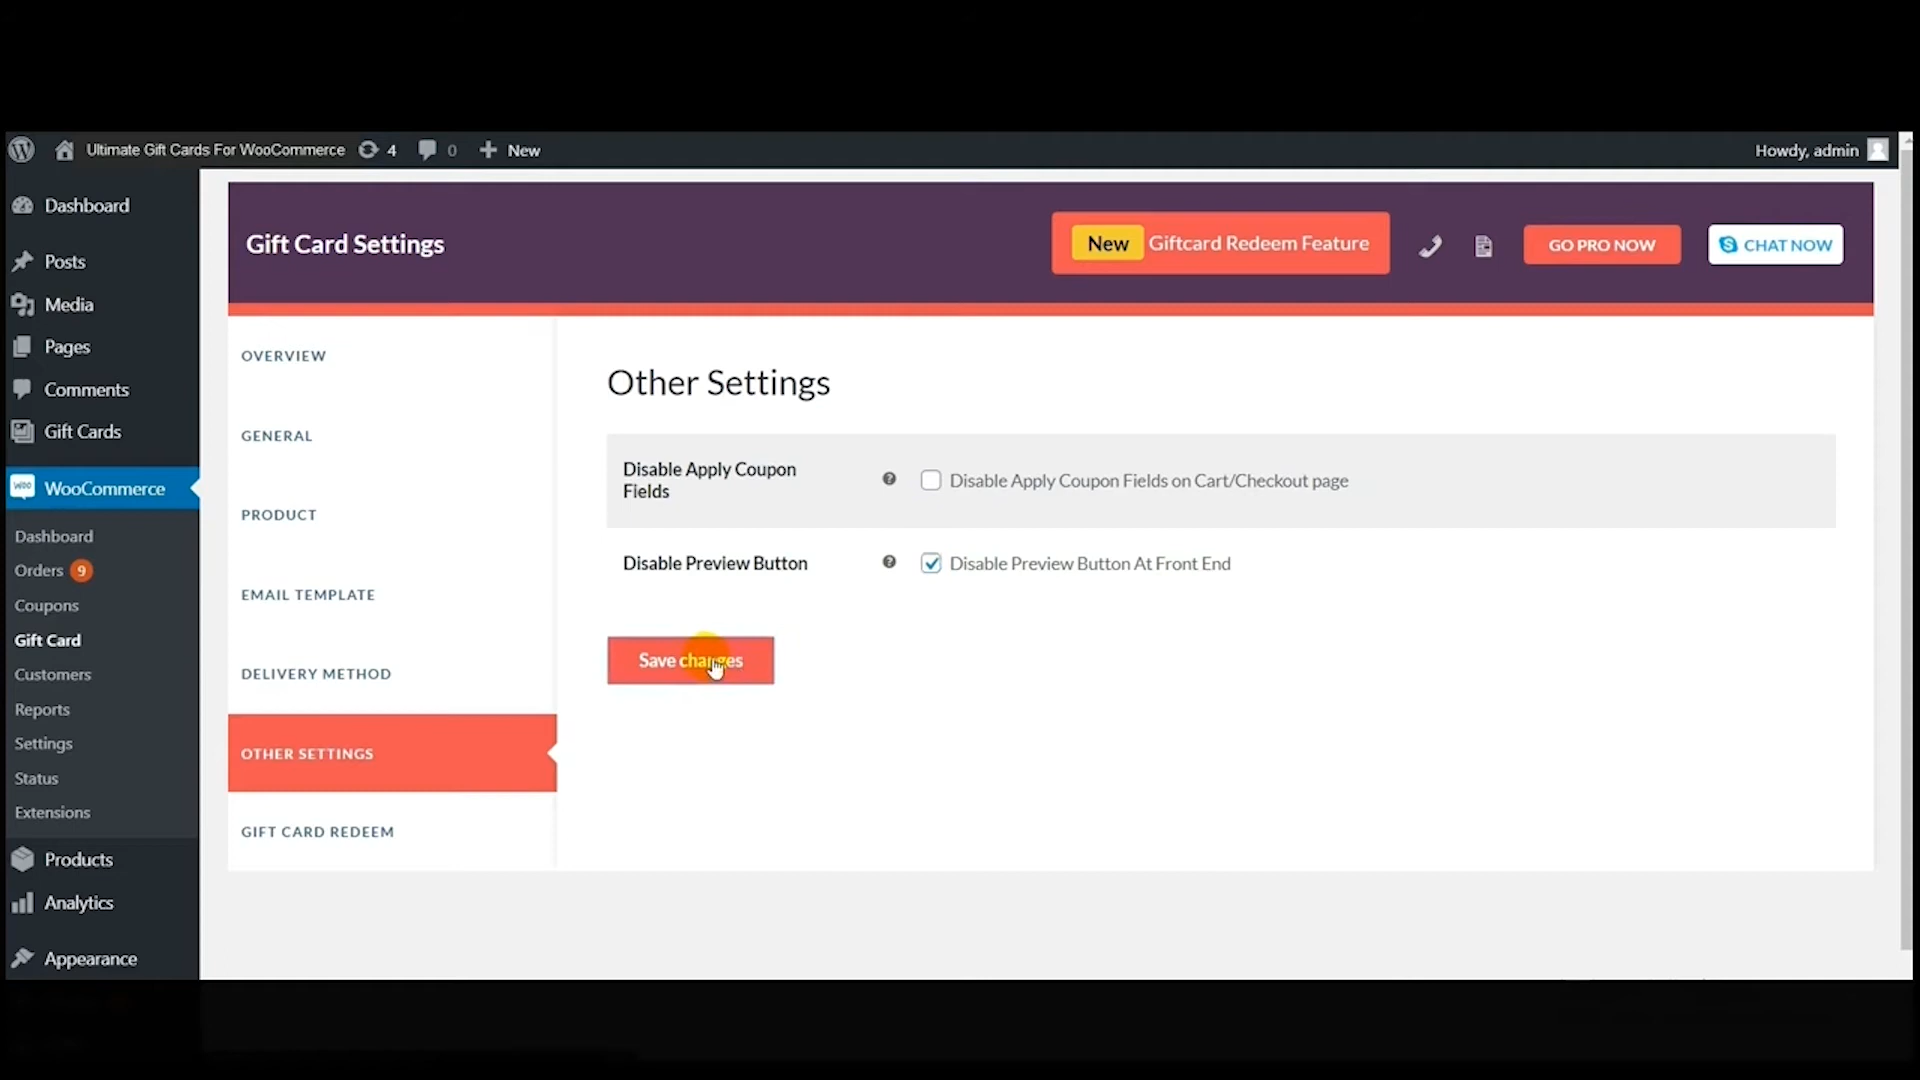 Ultimate Gift Cards For WooCommerce 4 0 New Howdy, admin
Dashboard
Posts
Media
Pages
Comments
Gift Cards
WOO WooCommerce
Dashboard
Orders 9
Coupons
Gift Card
Customers
Reports
Settings
Status
Extensions
Products
Analytics
Appearance
Gift Card Settings
New Giftcard Redeem Feature
GO PRO NOW
CHAT NOW
OVERVIEW
GENERAL
PRODUCT
EMAIL TEMPLATE
DELIVERY METHOD
OTHER SETTINGS
GIFT CARD REDEEM
Other Settings
Disable Apply Coupon
Fields
Disable Apply Coupon Fields on Cart/Checkout page
Disable Preview Button
Disable Preview Button At Front End
Save changes